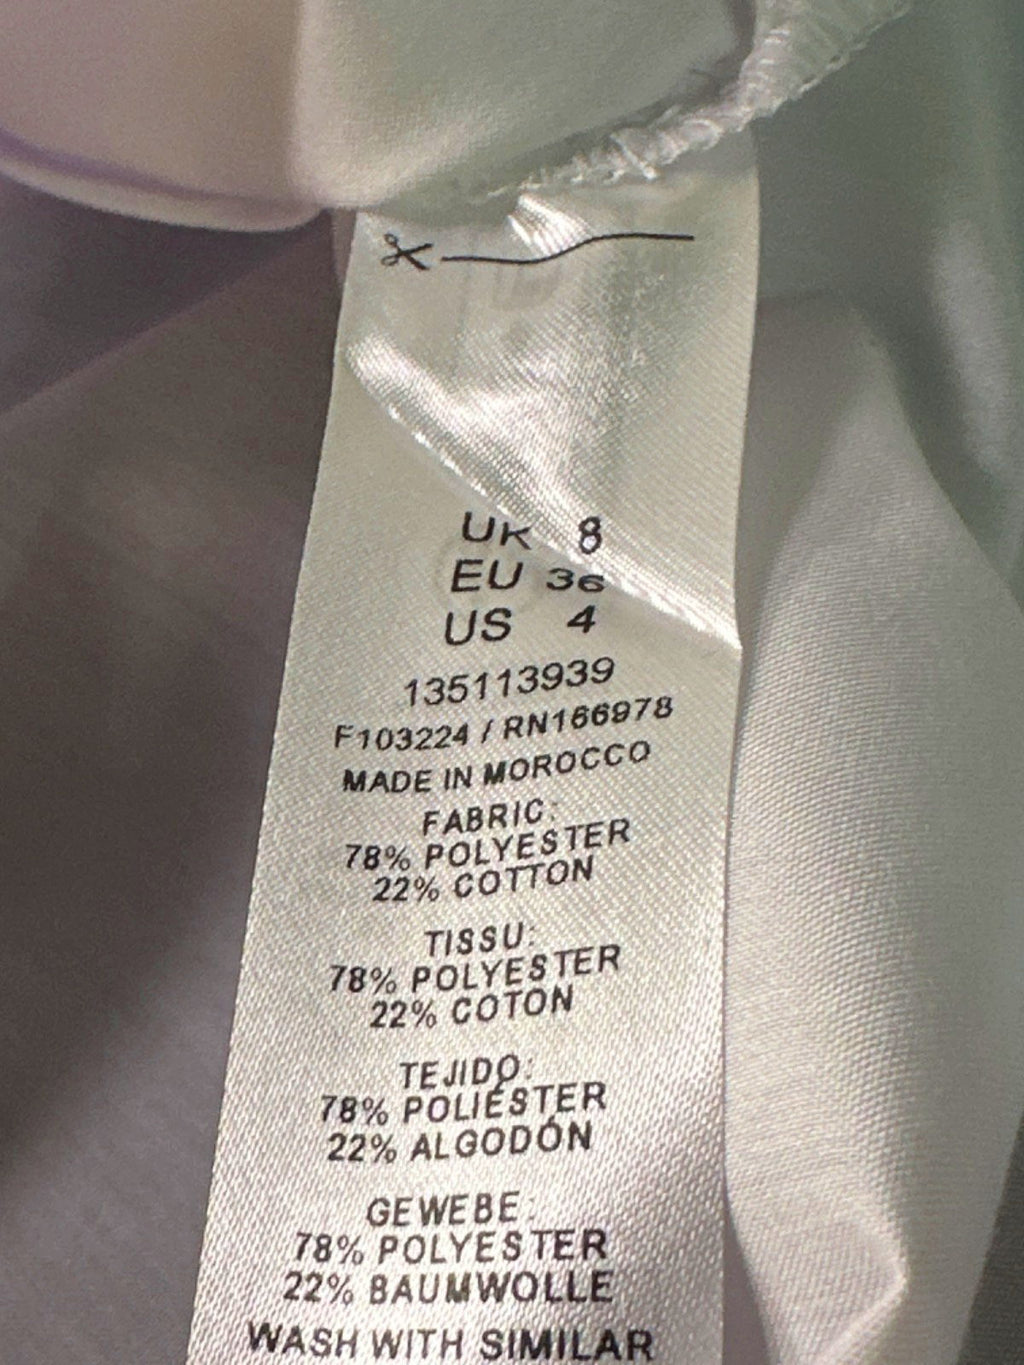 UK 8
EU 36
US 4
135113939
F103224 / RN166978
MADE IN MOROCCO
FABRIC:
78% POLYESTER
22% COTTON
TISSU:
78% POLYESTER
22% COTON
TEJIDO:
78% POLIÉSTER
22% ALGODÓN
GEWEBE:
78% POLYESTER
22% BAUMWOLLE
WASH WITH SIMILAR